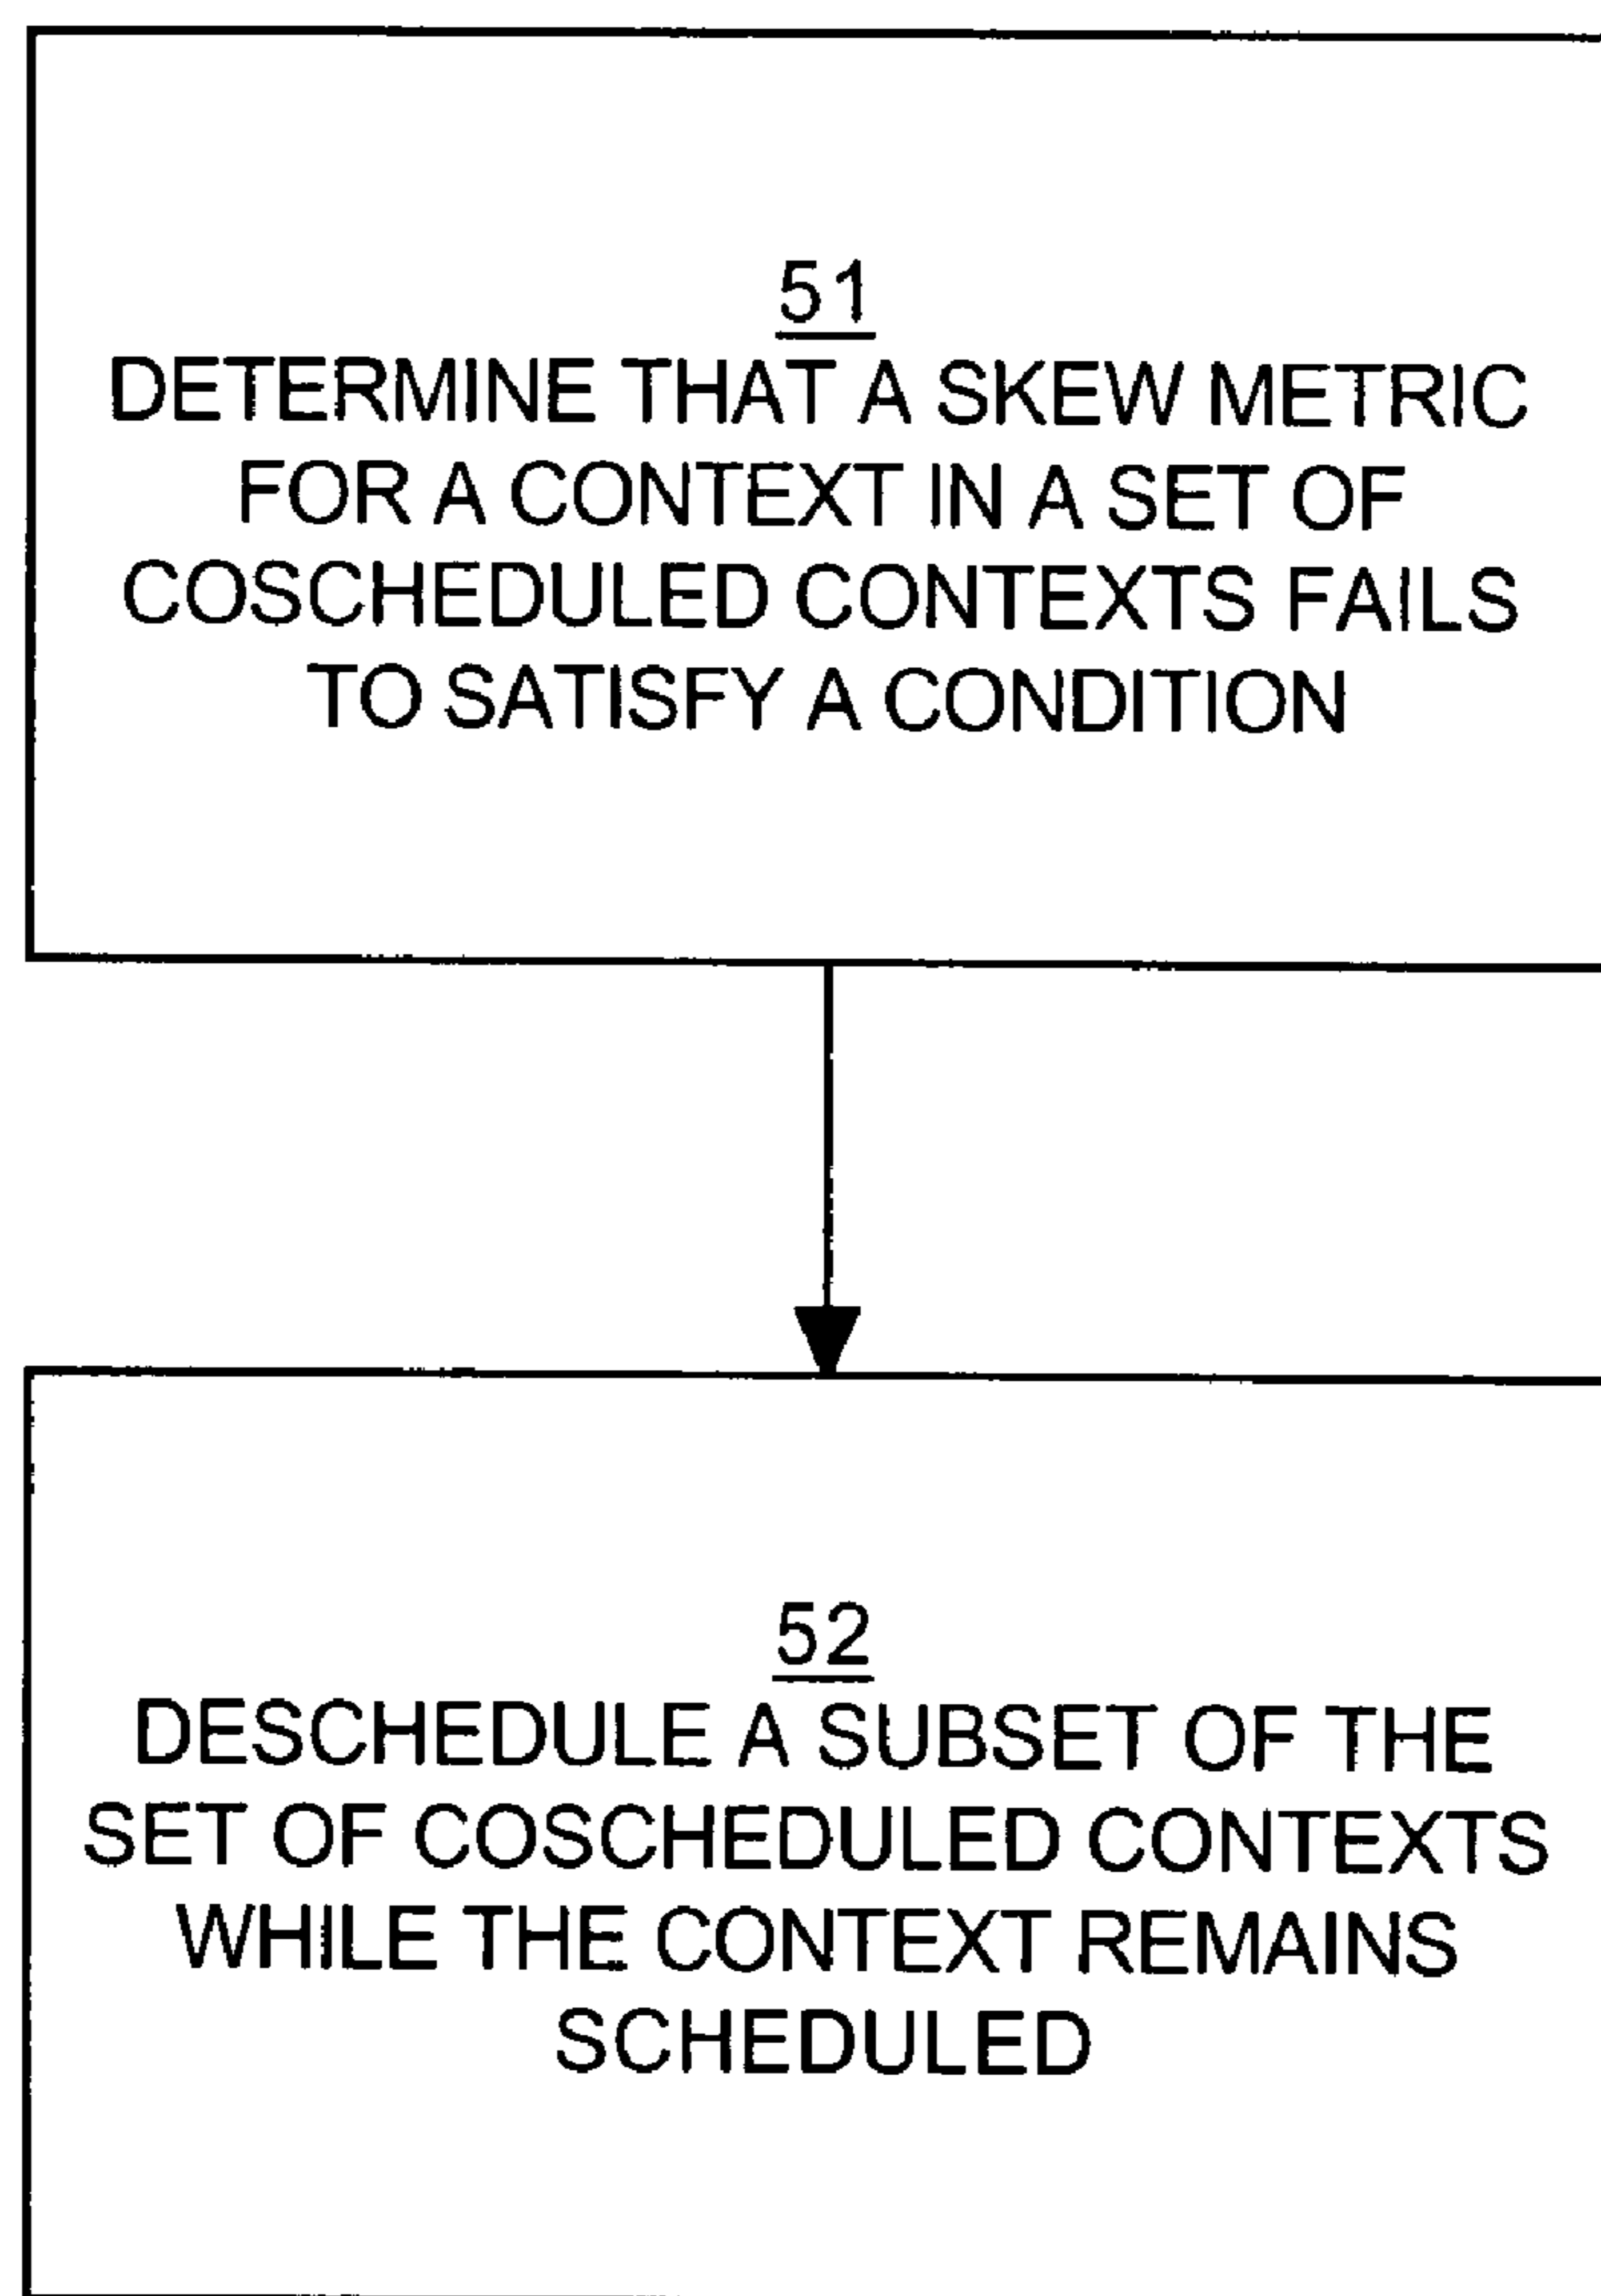 51
DETERMINE THAT A SKEW METRIC
FOR A CONTEXT IN A SET OF
COSCHEDULED CONTEXTS FAILS
TO SATISFY A CONDITION
52
DESCHEDULE A SUBSET OF THE
SET OF COSCHEDULED CONTEXTS
WHILE THE CONTEXT REMAINS
SCHEDULED